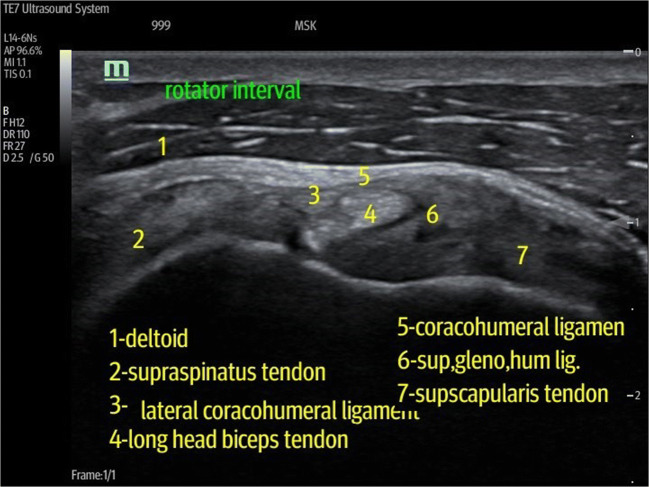 TE7 Ultrasound System
999 MSK
L14-6Ns
AP 96.6%
MI 1.1
TIS 0.1
B
F H12
DR 110
FR 27
D 2.5 /G 50
m
rotator interval
0
1
2
1
2
3
4
5
6
7
1-deltoid
2-supraspinatus tendon
3- lateral coracohumeral ligament
4-long head biceps tendon
5-coracohumeral ligamen
6-sup,gleno,hum lig.
7-supscapularis tendon
Frame:1/1